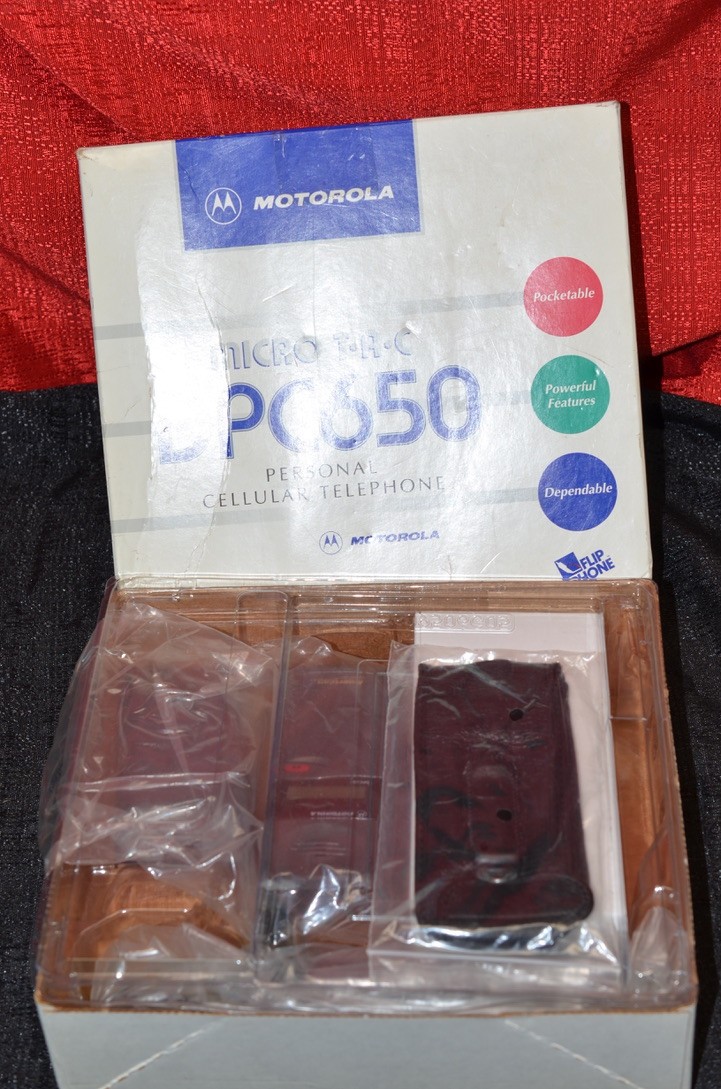 MOTOROLA
Pocketable
MICRO T•A•C
Powerful
Features
DPC650
PERSONAL
CELLULAR TELEPHONE
Dependable
MOTOROLA
FLIP
PHONE